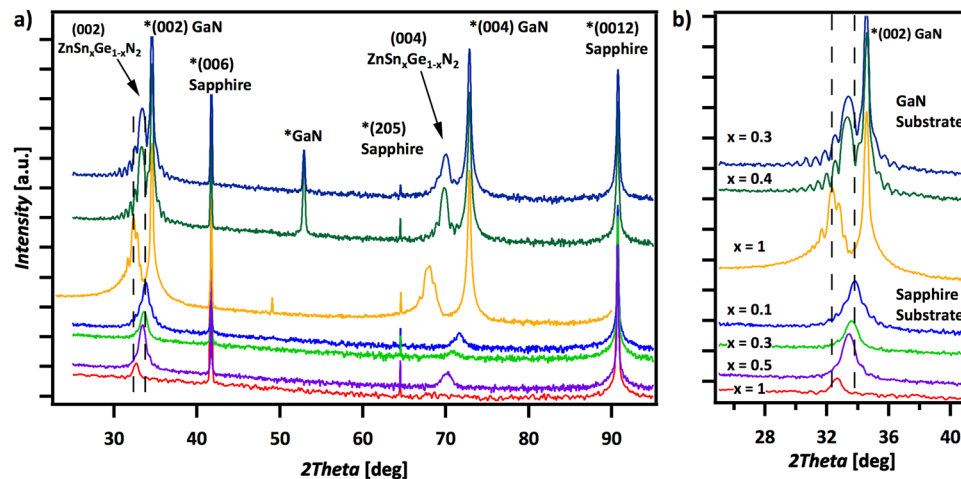 a)
(002)
ZnSnₓGe₁₋ₓN₂
*(002) GaN
*(006)
Sapphire
*GaN
*(205)
Sapphire
(004)
ZnSnₓGe₁₋ₓN₂
*(004) GaN
*(0012)
Sapphire
Intensity [a.u.]
30 40 50 60 70 80 90
2Theta [deg]
b)
*(002) GaN
GaN
Substrate
x = 0.3
x = 0.4
x = 1
Sapphire
Substrate
x = 0.1
x = 0.3
x = 0.5
x = 1
28 32 36 40
2Theta [deg]